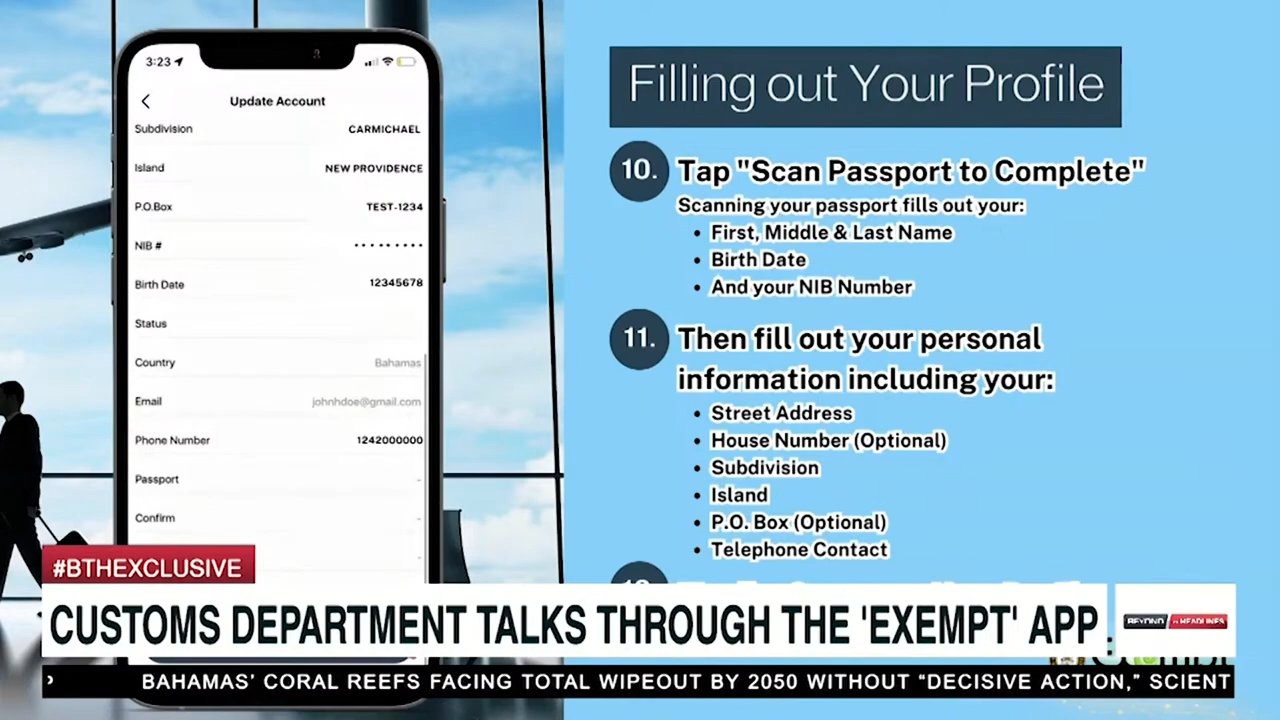 3:23
Update Account
Subdivision CARMICHAEL
Island NEW PROVIDENCE
P.O.Box TEST-1234
NIB # •••••••••
Birth Date 12345678
Status
Country Bahamas
Email johnhdoe@gmail.com
Phone Number 1242000000
Passport -
Confirm -
Filling out Your Profile
10. Tap "Scan Passport to Complete"
Scanning your passport fills out your:
• First, Middle & Last Name
• Birth Date
• And your NIB Number
11. Then fill out your personal
information including your:
• Street Address
• House Number (Optional)
• Subdivision
• Island
• P.O. Box (Optional)
• Telephone Contact
#BTHEXCLUSIVE
CUSTOMS DEPARTMENT TALKS THROUGH THE 'EXEMPT' APP
BEYOND THE HEADLINES
BAHAMAS' CORAL REEFS FACING TOTAL WIPEOUT BY 2050 WITHOUT “DECISIVE ACTION,” SCIENT